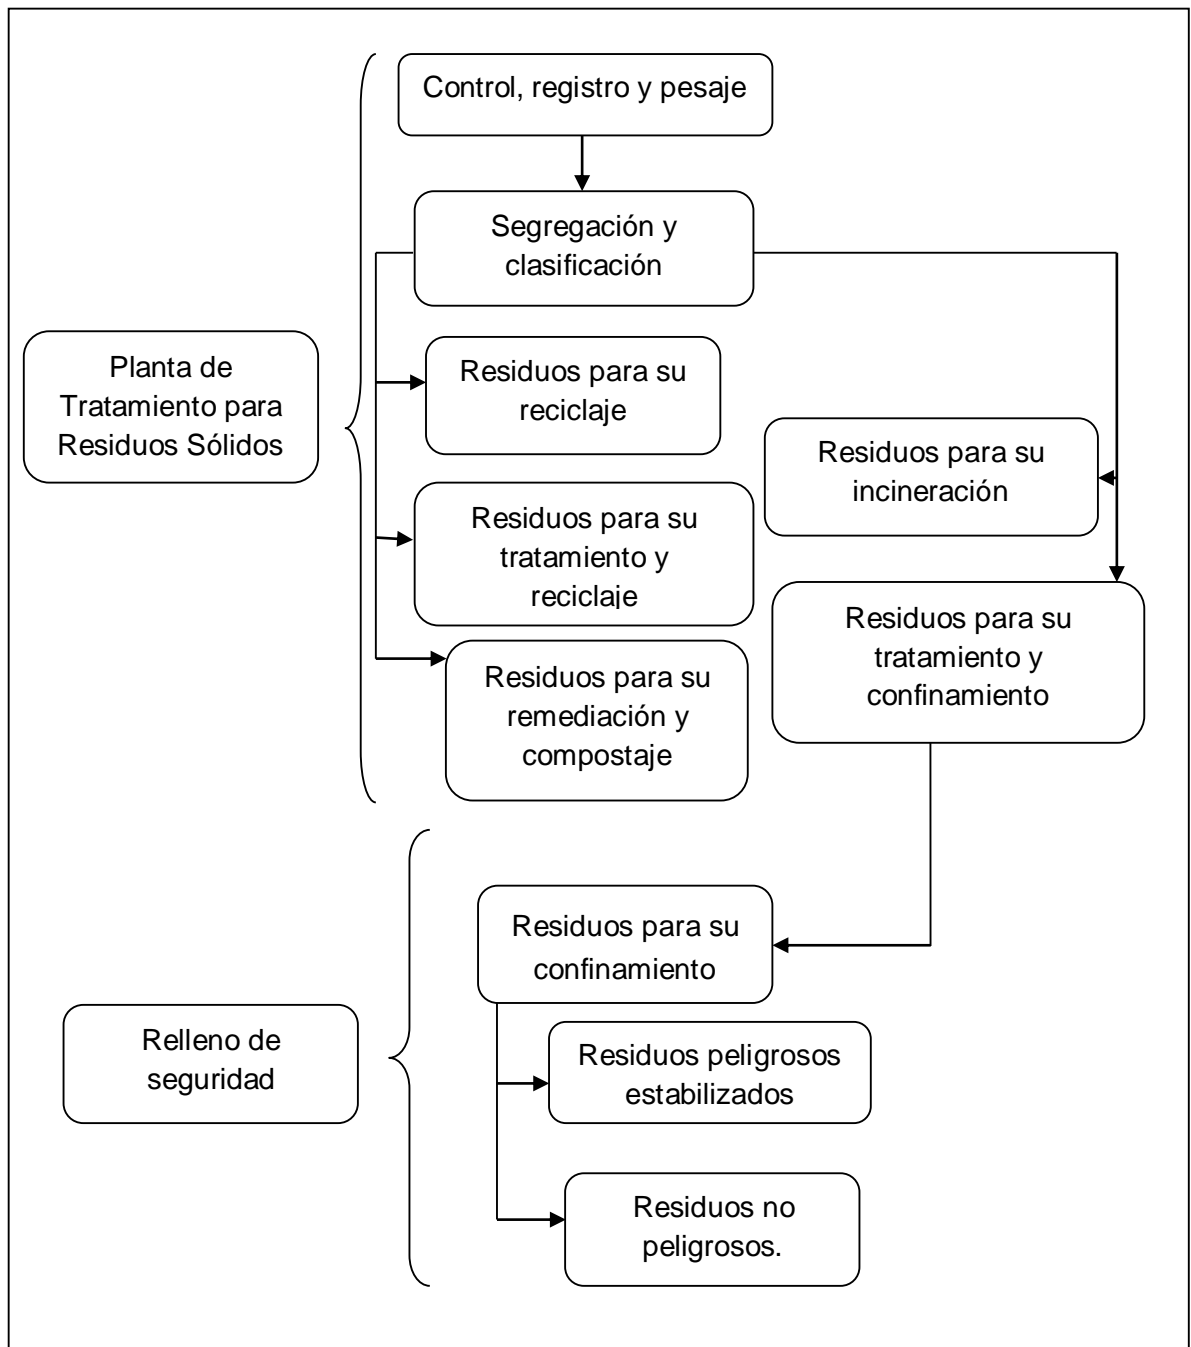 Control, registro y pesaje
Segregación y
clasificación
Planta de
Tratamiento para
Residuos Sólidos
Residuos para su
reciclaje
Residuos para su
incineración
Residuos para su
tratamiento y
reciclaje
Residuos para su
tratamiento y
confinamiento
Residuos para su
remediación y
compostaje
Residuos para su
confinamiento
Relleno de
seguridad
Residuos peligrosos
estabilizados
Residuos no
peligrosos.